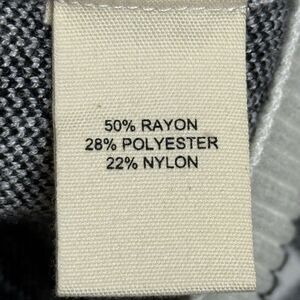 50% RAYON
28% POLYESTER
22% NYLON